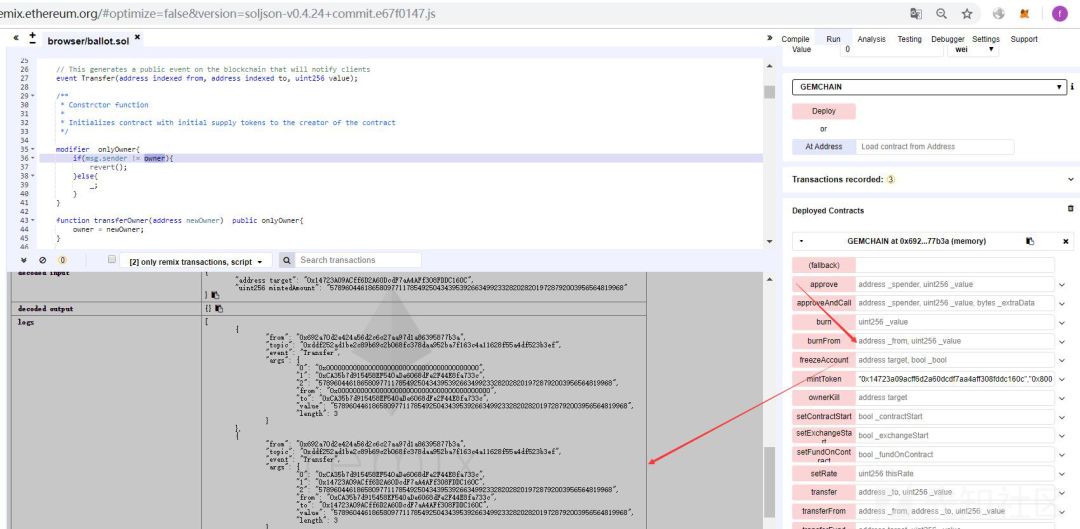 emix.ethereum.org/#optimize=false&version=soljson-v0.4.24+commit.e67f0147.js
« + − browser/ballot.sol ×
25
26 // This generates a public event on the blockchain that will notify clients
27 event Transfer(address indexed from, address indexed to, uint256 value);
28
29 /**
30 * Constrctor function
31 *
32 * Initializes contract with initial supply tokens to the creator of the contract
33 */
34
35 modifier onlyOwner{
36 if(msg.sender != owner){
37 revert();
38 }else{
39 _;
40 }
41 }
42
43 function transferOwner(address newOwner) public onlyOwner{
44 owner = newOwner;
45 }
46
0 [2] only remix transactions, script Search transactions
decoded input {
"address target": "0x14723A09ACff6D2A60DcdF7aA4AFf308FDDC160C",
"uint256 mintedAmount": "57896044618658097711785492504343953926634992332820282019728792003956564819968"
}
decoded output {}
logs [
{
"from": "0x692a70d2e424a56d2c6c27aa97d1a86395877b3a",
"topic": "0xddf252ad1be2c89b69c2b068fc378daa952ba7f163c4a11628f55a4df523b3ef",
"event": "Transfer",
"args": {
"0": "0x0000000000000000000000000000000000000000",
"1": "0xCA35b7d915458EF540aDe6068dFe2F44E8fa733c",
"2": "57896044618658097711785492504343953926634992332820282019728792003956564819968",
"from": "0x0000000000000000000000000000000000000000",
"to": "0xCA35b7d915458EF540aDe6068dFe2F44E8fa733c",
"value": "57896044618658097711785492504343953926634992332820282019728792003956564819968",
"length": 3
}
},
{
"from": "0x692a70d2e424a56d2c6c27aa97d1a86395877b3a",
"topic": "0xddf252ad1be2c89b69c2b068fc378daa952ba7f163c4a11628f55a4df523b3ef",
"event": "Transfer",
"args": {
"0": "0xCA35b7d915458EF540aDe6068dFe2F44E8fa733c",
"1": "0x14723A09ACff6D2A60DcdF7aA4AFf308FDDC160C",
"2": "57896044618658097711785492504343953926634992332820282019728792003956564819968",
"from": "0xCA35b7d915458EF540aDe6068dFe2F44E8fa733c",
"to": "0x14723A09ACff6D2A60DcdF7aA4AFf308FDDC160C",
"value": "57896044618658097711785492504343953926634992332820282019728792003956564819968",
"length": 3
}
» Compile Run Analysis Testing Debugger Settings Support
Value 0 wei
GEMCHAIN
Deploy
or
At Address Load contract from Address
Transactions recorded: 3
Deployed Contracts
GEMCHAIN at 0x692...77b3a (memory)
(fallback)
approve address _spender, uint256 _value
approveAndCall address _spender, uint256 _value, bytes _extraData
burn uint256 _value
burnFrom address _from, uint256 _value
freezeAccount address target, bool _bool
mintToken "0x14723a09acff6d2a60dcdf7aa4aff308fddc160c","0x800
ownerKill address target
setContractStart bool _contractStart
setExchangeStart bool _exchangeStart
setFundOnContract bool _fundOnContract
setRate uint256 thisRate
transfer address _to, uint256 _value
transferFrom address _from, address _to, uint256 _value
transferFund address target, uint256 _value